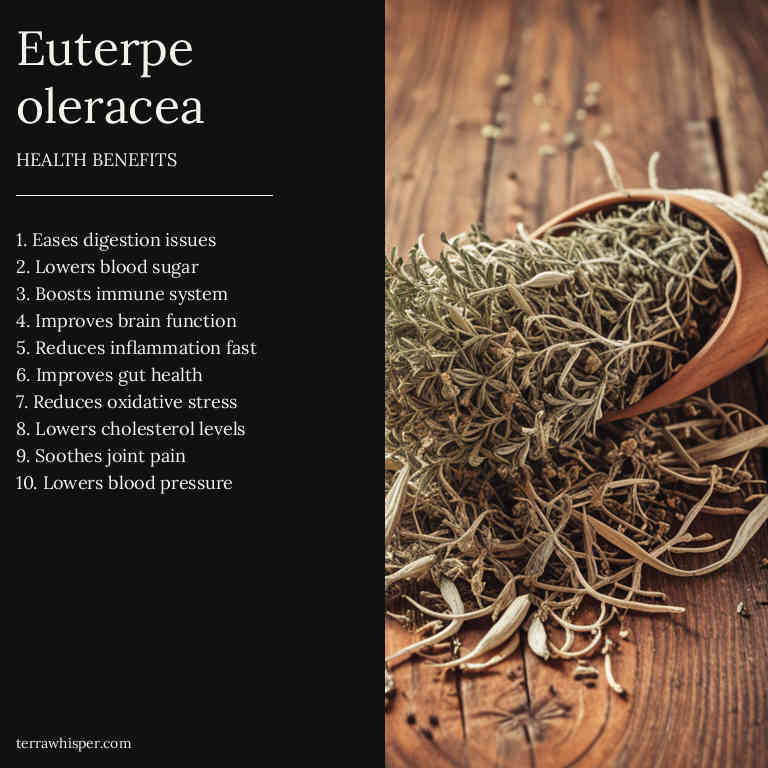 Euterpe
oleracea
HEALTH BENEFITS
1. Eases digestion issues
2. Lowers blood sugar
3. Boosts immune system
4. Improves brain function
5. Reduces inflammation fast
6. Improves gut health
7. Reduces oxidative stress
8. Lowers cholesterol levels
9. Soothes joint pain
10. Lowers blood pressure
terrawhisper.com